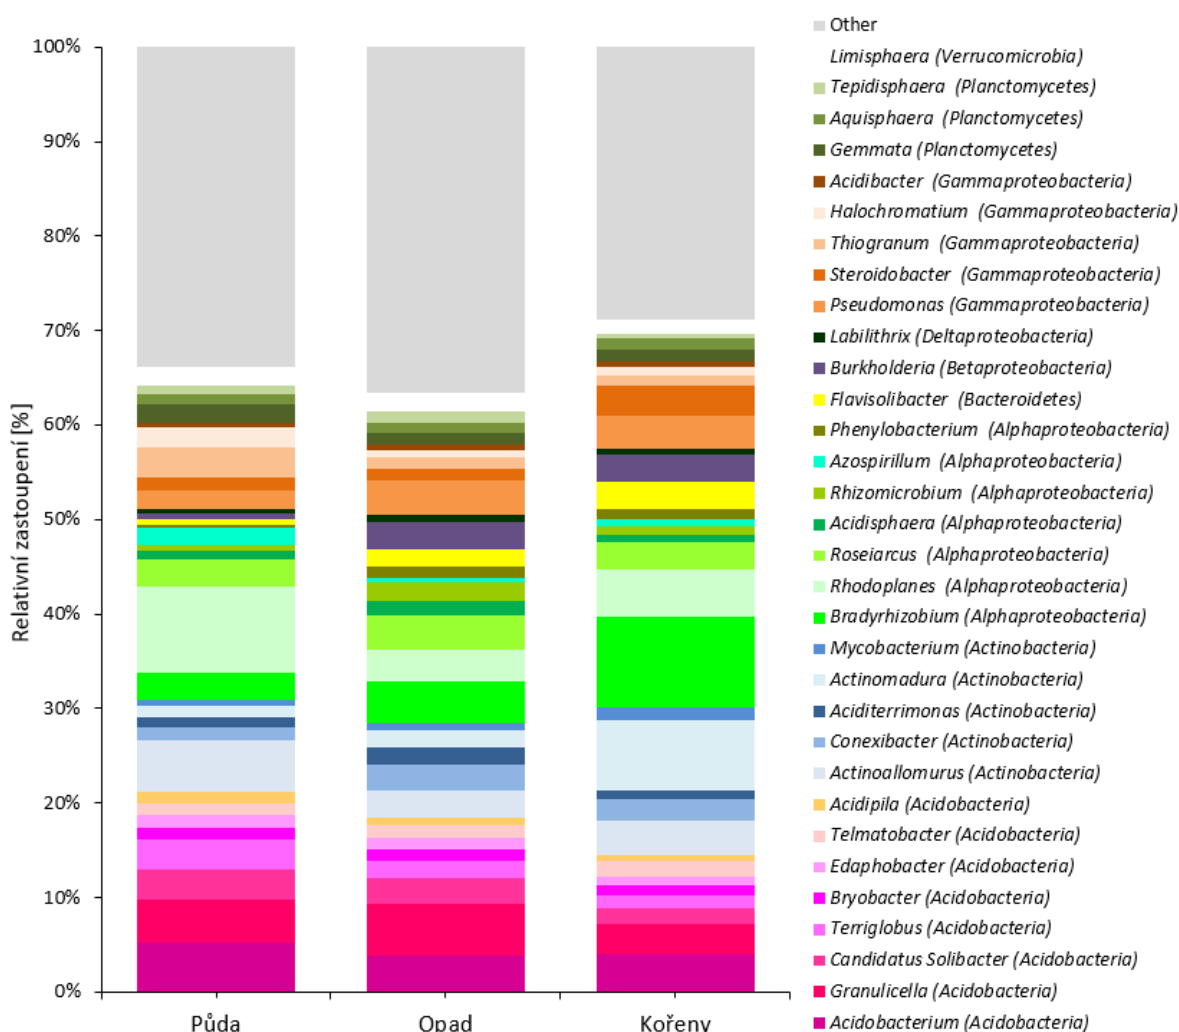 Relativní zastoupení [%]
100%
90%
80%
70%
60%
50%
40%
30%
20%
10%
0%
Půda
Opad
Kořeny
Other
Limisphaera (Verrucomicrobia)
Tepidisphaera (Planctomycetes)
Aquisphaera (Planctomycetes)
Gemmata (Planctomycetes)
Acidibacter (Gammaproteobacteria)
Halochromatium (Gammaproteobacteria)
Thiogranum (Gammaproteobacteria)
Steroidobacter (Gammaproteobacteria)
Pseudomonas (Gammaproteobacteria)
Labilithrix (Deltaproteobacteria)
Burkholderia (Betaproteobacteria)
Flavisolibacter (Bacteroidetes)
Phenylobacterium (Alphaproteobacteria)
Azospirillum (Alphaproteobacteria)
Rhizomicrobium (Alphaproteobacteria)
Acidisphaera (Alphaproteobacteria)
Roseiarcus (Alphaproteobacteria)
Rhodoplanes (Alphaproteobacteria)
Bradyrhizobium (Alphaproteobacteria)
Mycobacterium (Actinobacteria)
Actinomadura (Actinobacteria)
Aciditerrimonas (Actinobacteria)
Conexibacter (Actinobacteria)
Actinoallomurus (Actinobacteria)
Acidipila (Acidobacteria)
Telmatobacter (Acidobacteria)
Edaphobacter (Acidobacteria)
Bryobacter (Acidobacteria)
Terriglobus (Acidobacteria)
Candidatus Solibacter (Acidobacteria)
Granulicella (Acidobacteria)
Acidobacterium (Acidobacteria)